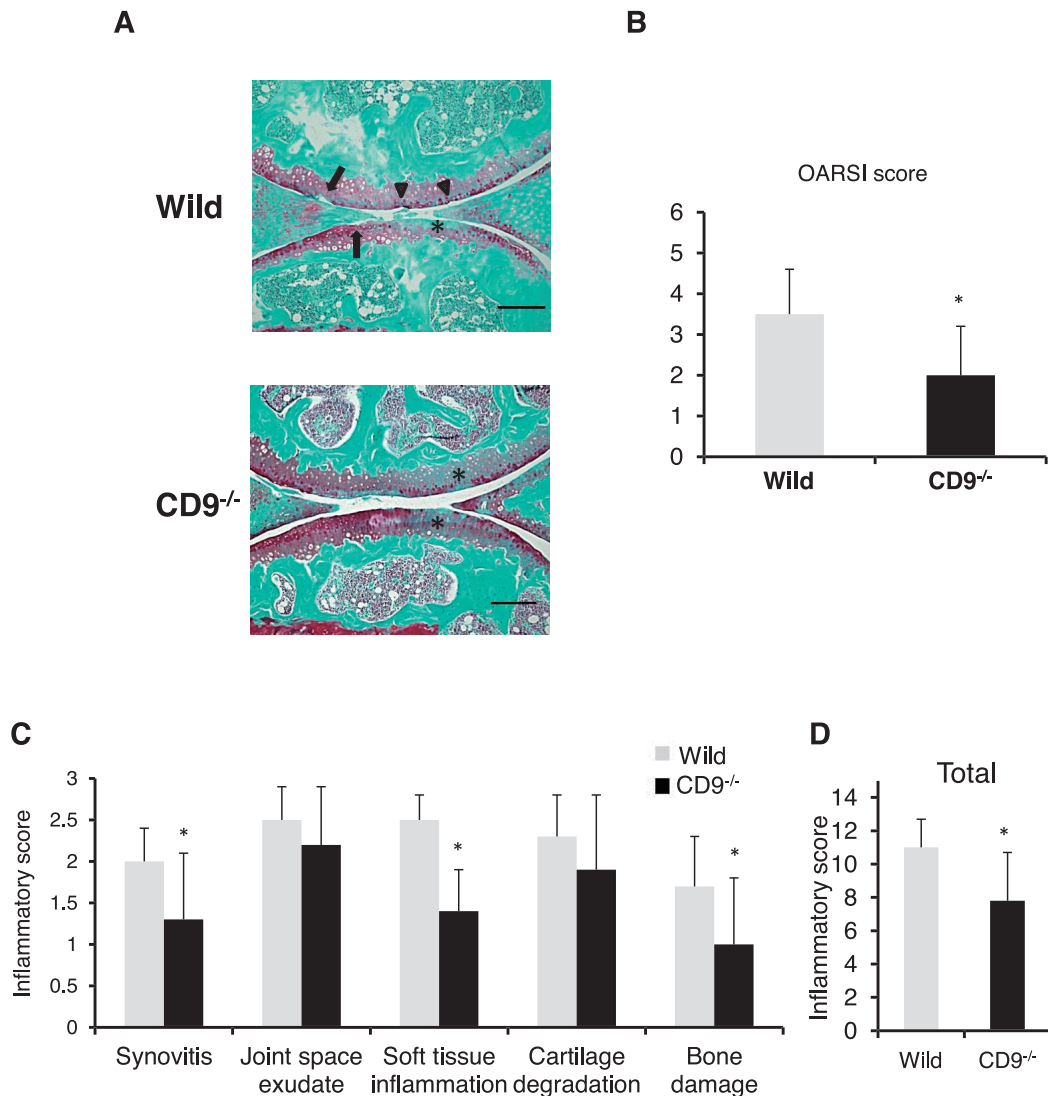 A
Wild
*
CD9-/-
*
*
B
OARSI score
6
5
4
3
2
1
0
*
Wild
CD9-/-
C
Wild
CD9-/-
Inflammatory score
3
2.5
2
1.5
1
0.5
0
*
*
*
Synovitis
Joint space
exudate
Soft tissue
inflammation
Cartilage
degradation
Bone
damage
D
Total
Inflammatory score
14
12
10
8
6
4
2
0
*
Wild
CD9-/-